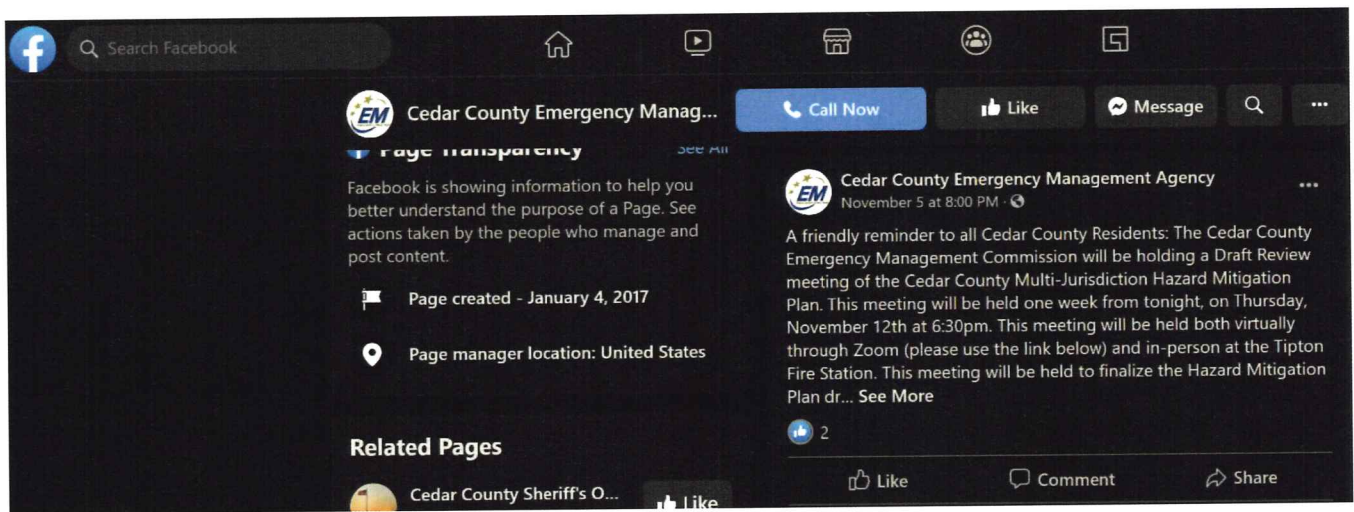 Search Facebook
EM
Cedar County Emergency Manag...
Call Now
Like
Message
Page Transparency
See All
Facebook is showing information to help you
better understand the purpose of a Page. See
actions taken by the people who manage and
post content.
Page created - January 4, 2017
Page manager location: United States
Related Pages
Cedar County Sheriff's O...
Like
EM
Cedar County Emergency Management Agency
November 5 at 8:00 PM ·
A friendly reminder to all Cedar County Residents: The Cedar County
Emergency Management Commission will be holding a Draft Review
meeting of the Cedar County Multi-Jurisdiction Hazard Mitigation
Plan. This meeting will be held one week from tonight, on Thursday,
November 12th at 6:30pm. This meeting will be held both virtually
through Zoom (please use the link below) and in-person at the Tipton
Fire Station. This meeting will be held to finalize the Hazard Mitigation
Plan dr... See More
2
Like
Comment
Share